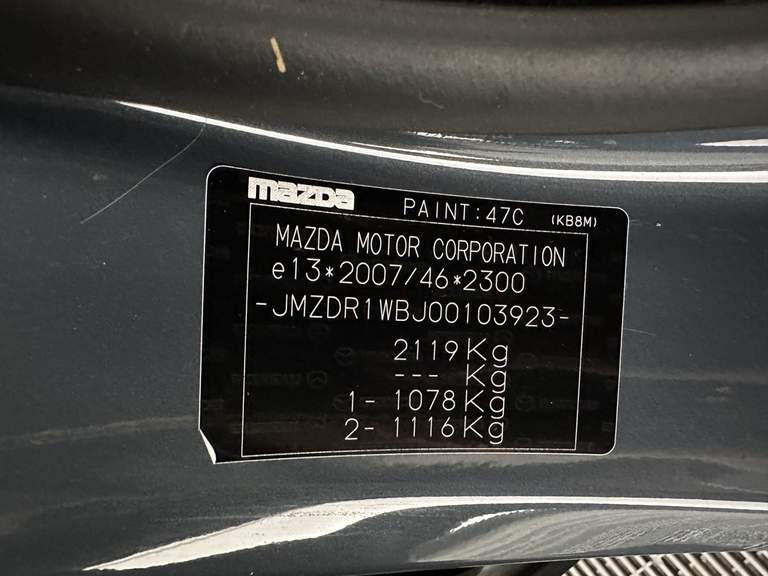 mazda PAINT:47C (KB8M)
MAZDA MOTOR CORPORATION
e13*2007/46*2300
-JMZDR1WBJ00103923-
2119Kg
--- Kg
1- 1078Kg
2- 1116Kg